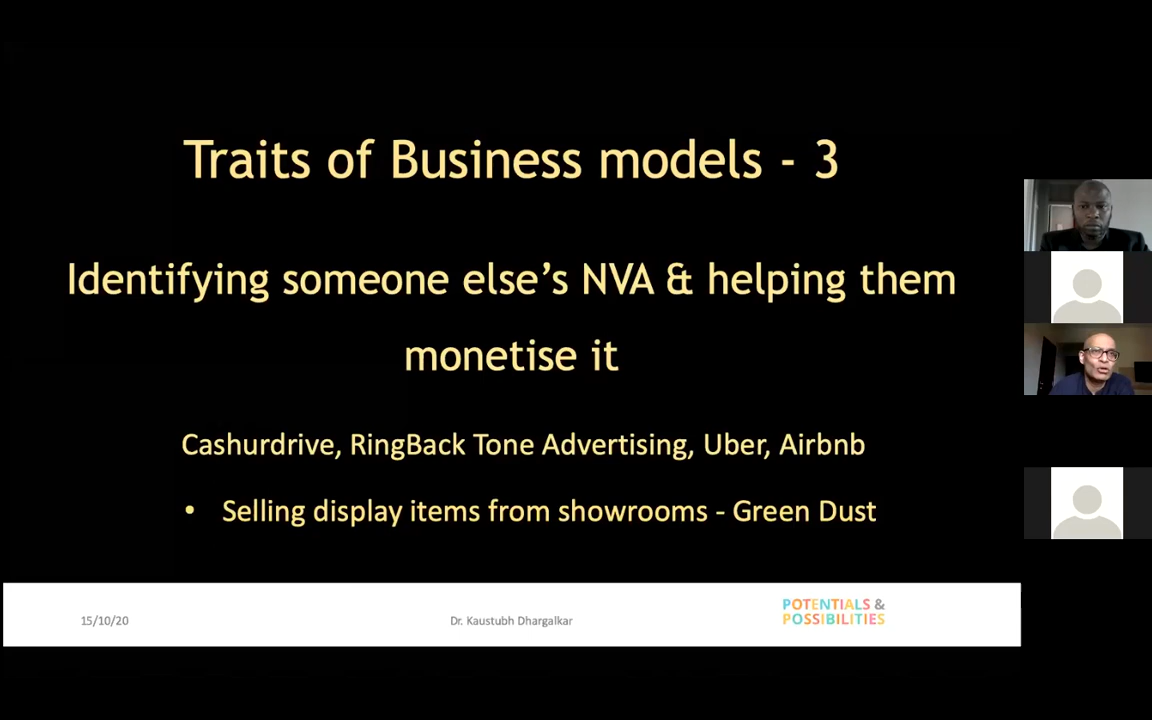 Traits of Business models - 3
Identifying someone else's NVA & helping them
monetise it
Cashurdrive, RingBack Tone Advertising, Uber, Airbnb
• Selling display items from showrooms - Green Dust
15/10/20
Dr. Kaustubh Dhargalkar
POTENTIALS &
POSSIBILITIES